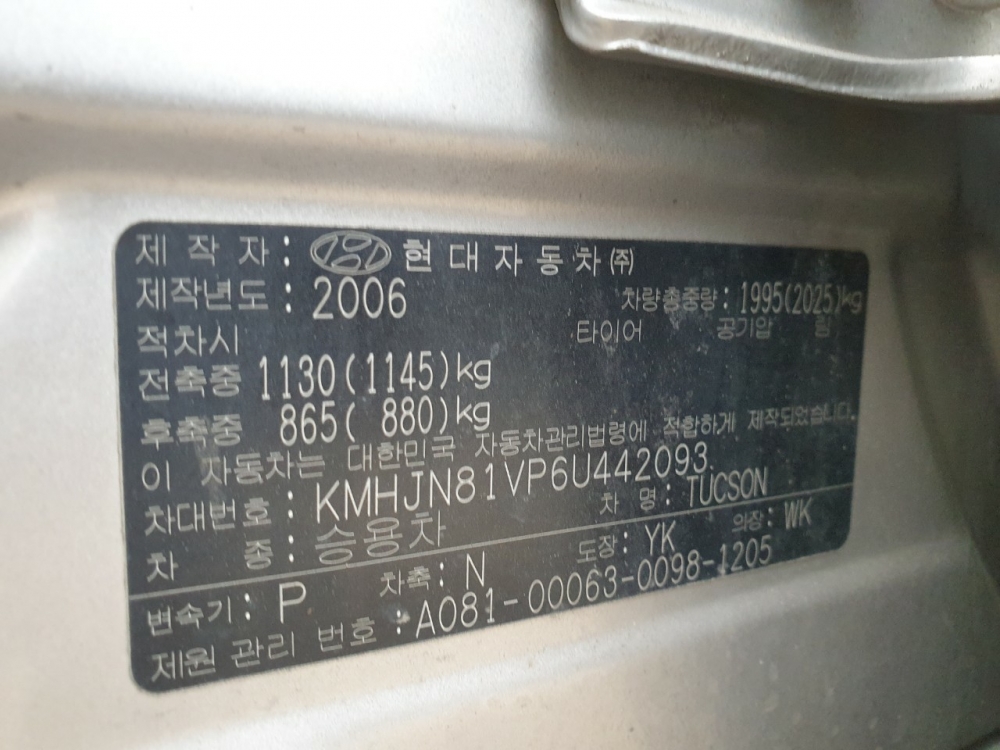 제 작 자 : 현 대 자 동 차 ㈜
제작년도 : 2006 차량총중량 : 1995(2025)kg
적차시 타이어 공기압 림
전축중 1130(1145)kg
후축중 865( 880)kg
이 자동차는 대한민국 자동차관리법령에 적합하게 제작되었습니다.
차대번호 : KMHJN81VP6U442093
차 종 : 승용차 차 명 : TUCSON
변속기 : P 차축 : N 도장 : YK 의장 : WK
제원 관리 번호 : A081-00063-0098-1205